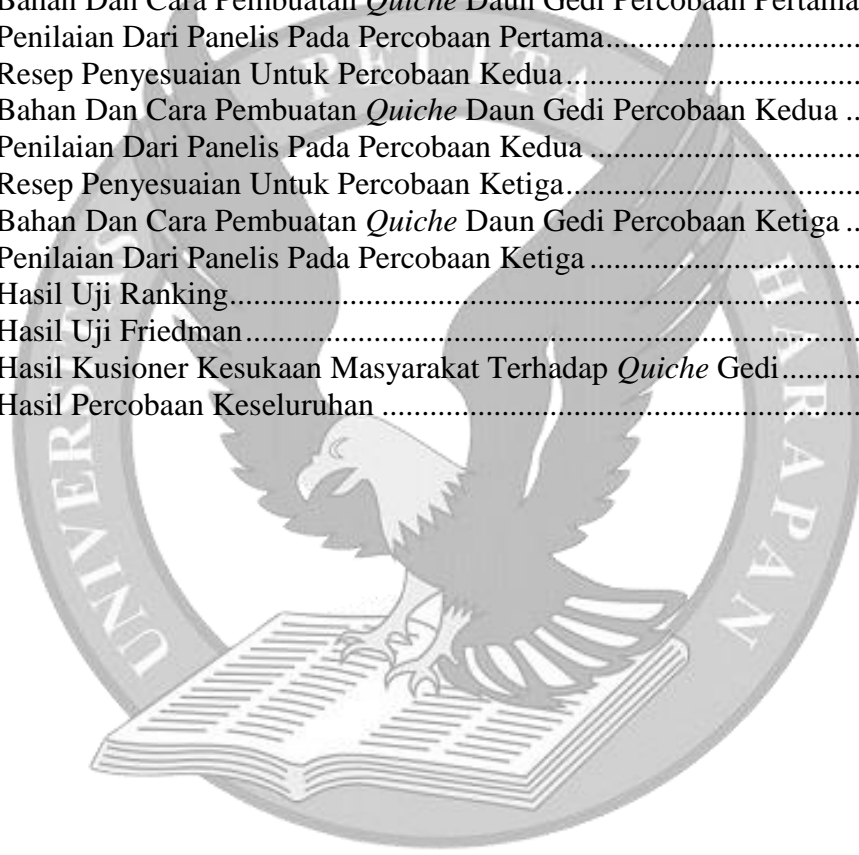 Bahan Dan Cara Pembuatan Quiche Daun Gedi Percobaan Pertama
Penilaian Dari Panelis Pada Percobaan Pertama........................................
Resep Penyesuaian Untuk Percobaan Kedua........................................
Bahan Dan Cara Pembuatan Quiche Daun Gedi Percobaan Kedua ..
Penilaian Dari Panelis Pada Percobaan Kedua ........................................
Resep Penyesuaian Untuk Percobaan Ketiga........................................
Bahan Dan Cara Pembuatan Quiche Daun Gedi Percobaan Ketiga ..
Penilaian Dari Panelis Pada Percobaan Ketiga ........................................
Hasil Uji Ranking........................................
Hasil Uji Friedman........................................
Hasil Kusioner Kesukaan Masyarakat Terhadap Quiche Gedi..........
Hasil Percobaan Keseluruhan ........................................
UNIVERSITAS PELITA HARAPAN